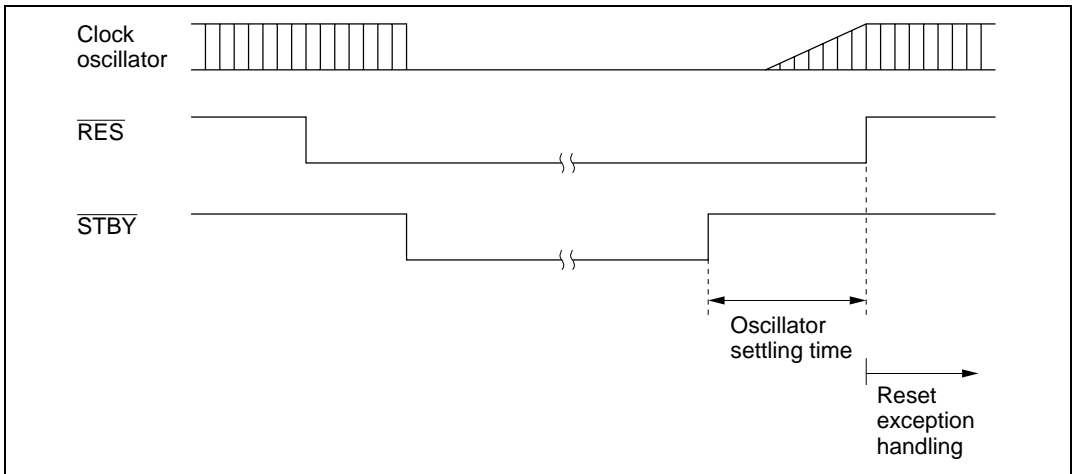 Clock
oscillator
RES
STBY
Oscillator
settling time
Reset
exception
handling